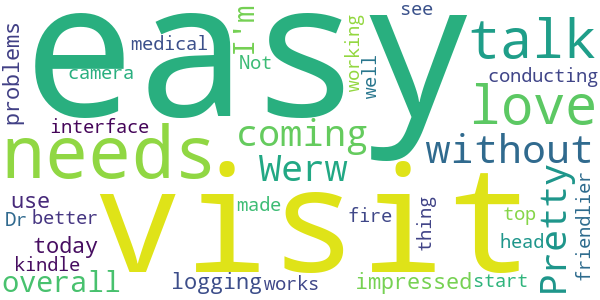 see
easy
talk
I'm
medical
problems
camera
Not
working
well
conducting
love
interface
coming
needs
without
Werw
visit
Pretty
friendlier
use
Dr
better
made
fire
thing
top
head
today
kindle
overall
logging
works
impressed
start